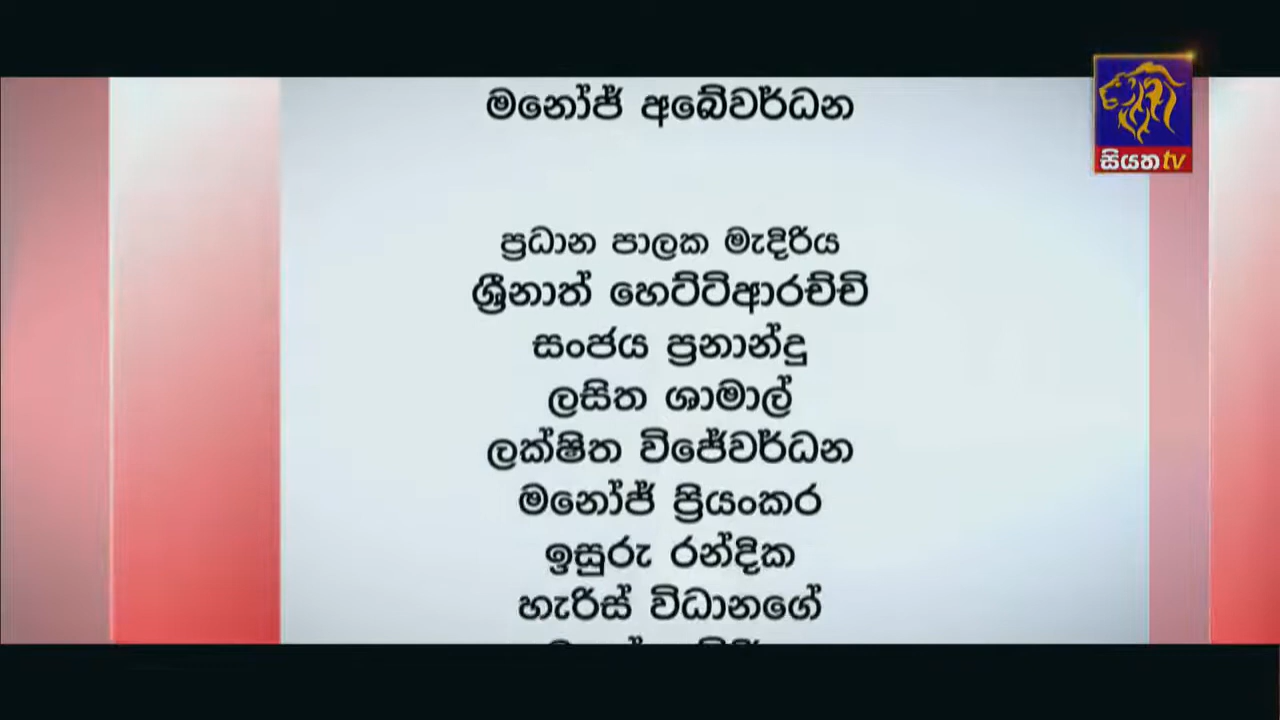 මනෝජ් අබේවර්ධන
සියත tv
ප්‍රධාන පාලක මැදිරිය
ශ්‍රීනාත් හෙට්ටිආරච්චි
සංජය ප්‍රනාන්දු
ලසිත ශාමාල්
ලක්ෂිත විජේවර්ධන
මනෝජ් ප්‍රියංකර
ඉසුරු රන්දික
හැරිස් විධානගේ